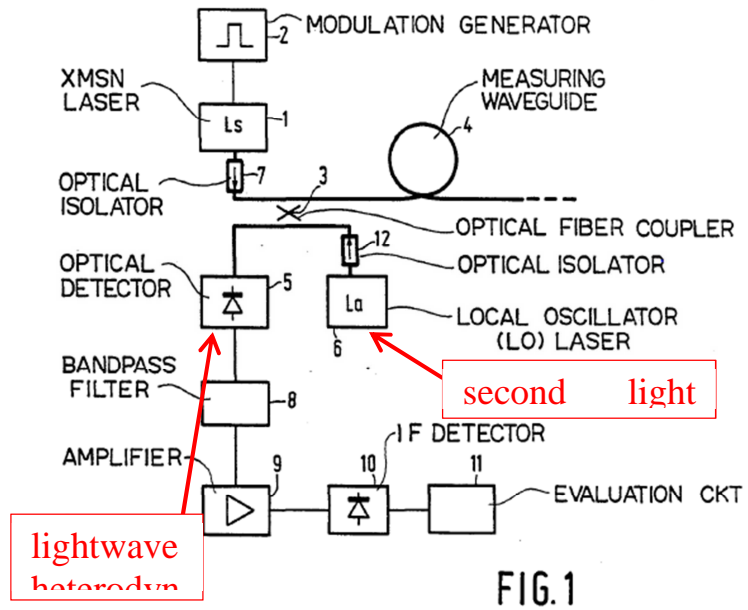 MODULATION GENERATOR
2
XMSN
LASER
Ls
1
MEASURING
WAVEGUIDE
4
OPTICAL
ISOLATOR
7
3
OPTICAL FIBER COUPLER
12
OPTICAL ISOLATOR
OPTICAL
DETECTOR
5
La
6
LOCAL OSCILLATOR
(LO) LASER
second light
BANDPASS
FILTER
8
IF DETECTOR
AMPLIFIER
9
10
11
EVALUATION CKT
lightwave
heterodyn
FIG.1